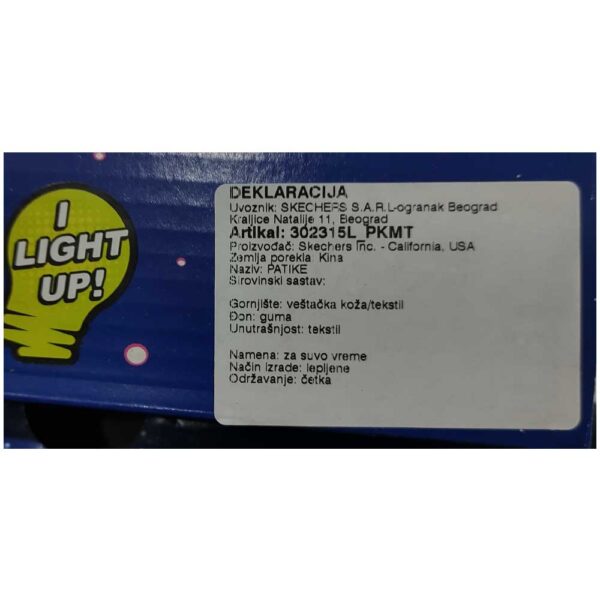 I
LIGHT
UP!
DEKLARACIJA
Uvoznik: SKECHERS S.A.R.L-ogranak Beograd
Kraljice Natalije 11, Beograd
Artikal: 302315L PKMT
Proizvođač: Skechers Inc. - California, USA
Zemlja porekla: Kina
Naziv: PATIKE
Sirovinski sastav:
Gornjište: veštačka koža/tekstil
Đon: guma
Unutrašnjost: tekstil
Namena: za suvo vreme
Način izrade: lepljene
Održavanje: četka